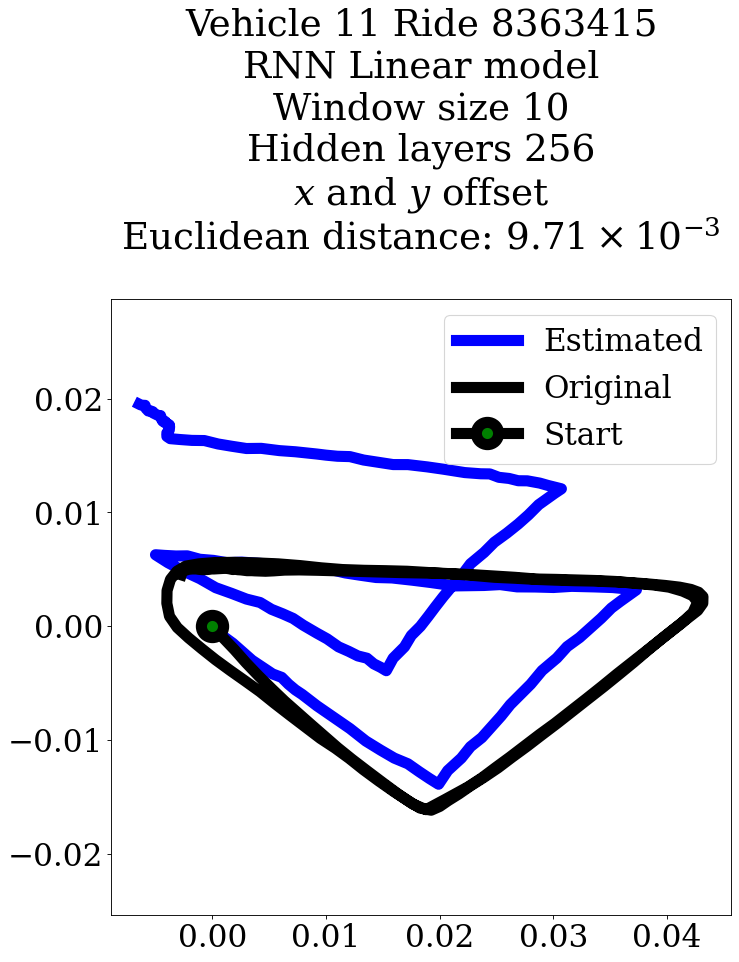 Vehicle 11 Ride 8363415
RNN Linear model
Window size 10
Hidden layers 256
x and y offset
Euclidean distance: 9.71 × 10⁻³
Estimated
Original
Start
0.02
0.01
0.00
−0.01
−0.02
0.00 0.01 0.02 0.03 0.04